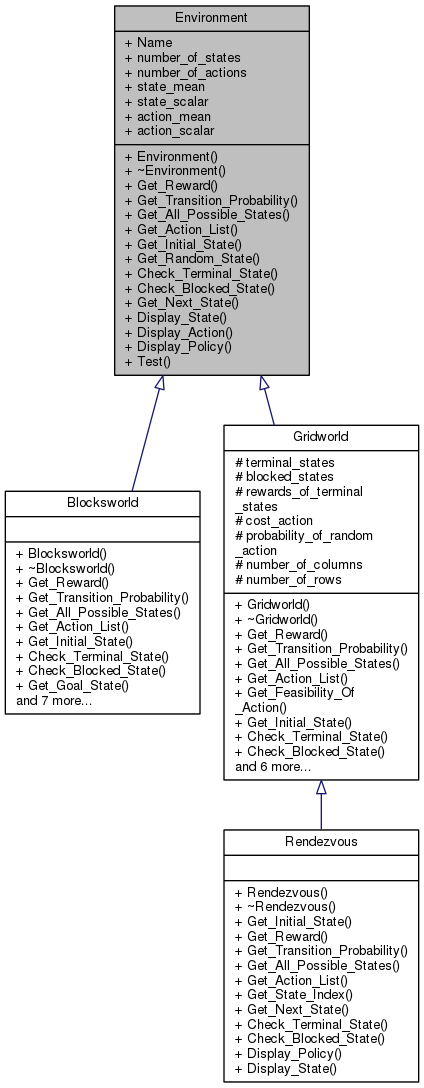 Environment
+ Name
+ number_of_states
+ number_of_actions
+ state_mean
+ state_scalar
+ action_mean
+ action_scalar
+ Environment()
+ ~Environment()
+ Get_Reward()
+ Get_Transition_Probability()
+ Get_All_Possible_States()
+ Get_Action_List()
+ Get_Initial_State()
+ Get_Random_State()
+ Check_Terminal_State()
+ Check_Blocked_State()
+ Get_Next_State()
+ Display_State()
+ Display_Action()
+ Display_Policy()
+ Test()
Blocksworld
+ Blocksworld()
+ ~Blocksworld()
+ Get_Reward()
+ Get_Transition_Probability()
+ Get_All_Possible_States()
+ Get_Action_List()
+ Get_Initial_State()
+ Check_Terminal_State()
+ Check_Blocked_State()
+ Get_Goal_State()
and 7 more...
Gridworld
# terminal_states
# blocked_states
# rewards_of_terminal
_states
# cost_action
# probability_of_random
_action
# number_of_columns
# number_of_rows
+ Gridworld()
+ ~Gridworld()
+ Get_Reward()
+ Get_Transition_Probability()
+ Get_All_Possible_States()
+ Get_Action_List()
+ Get_Feasibility_Of
_Action()
+ Get_Initial_State()
+ Check_Terminal_State()
+ Check_Blocked_State()
and 6 more...
Rendezvous
+ Rendezvous()
+ ~Rendezvous()
+ Get_Initial_State()
+ Get_Reward()
+ Get_Transition_Probability()
+ Get_All_Possible_States()
+ Get_Action_List()
+ Get_State_Index()
+ Get_Next_State()
+ Check_Terminal_State()
+ Check_Blocked_State()
+ Display_Policy()
+ Display_State()